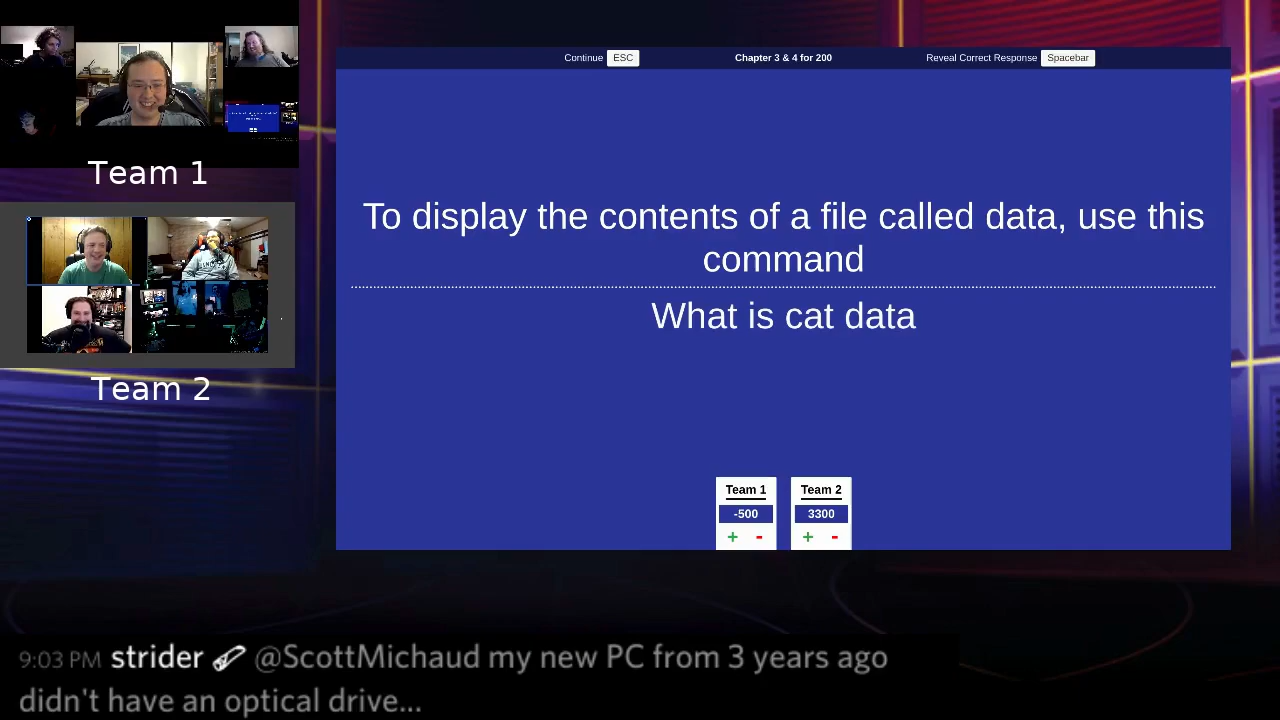 Continue ESC
Chapter 3 & 4 for 200
Reveal Correct Response Spacebar
Team 1
Team 2
To display the contents of a file called data, use this
command
What is cat data
Team 1
-500
+ -
Team 2
3300
+ -
9:03 PM strider @ScottMichaud my new PC from 3 years ago
didn't have an optical drive...